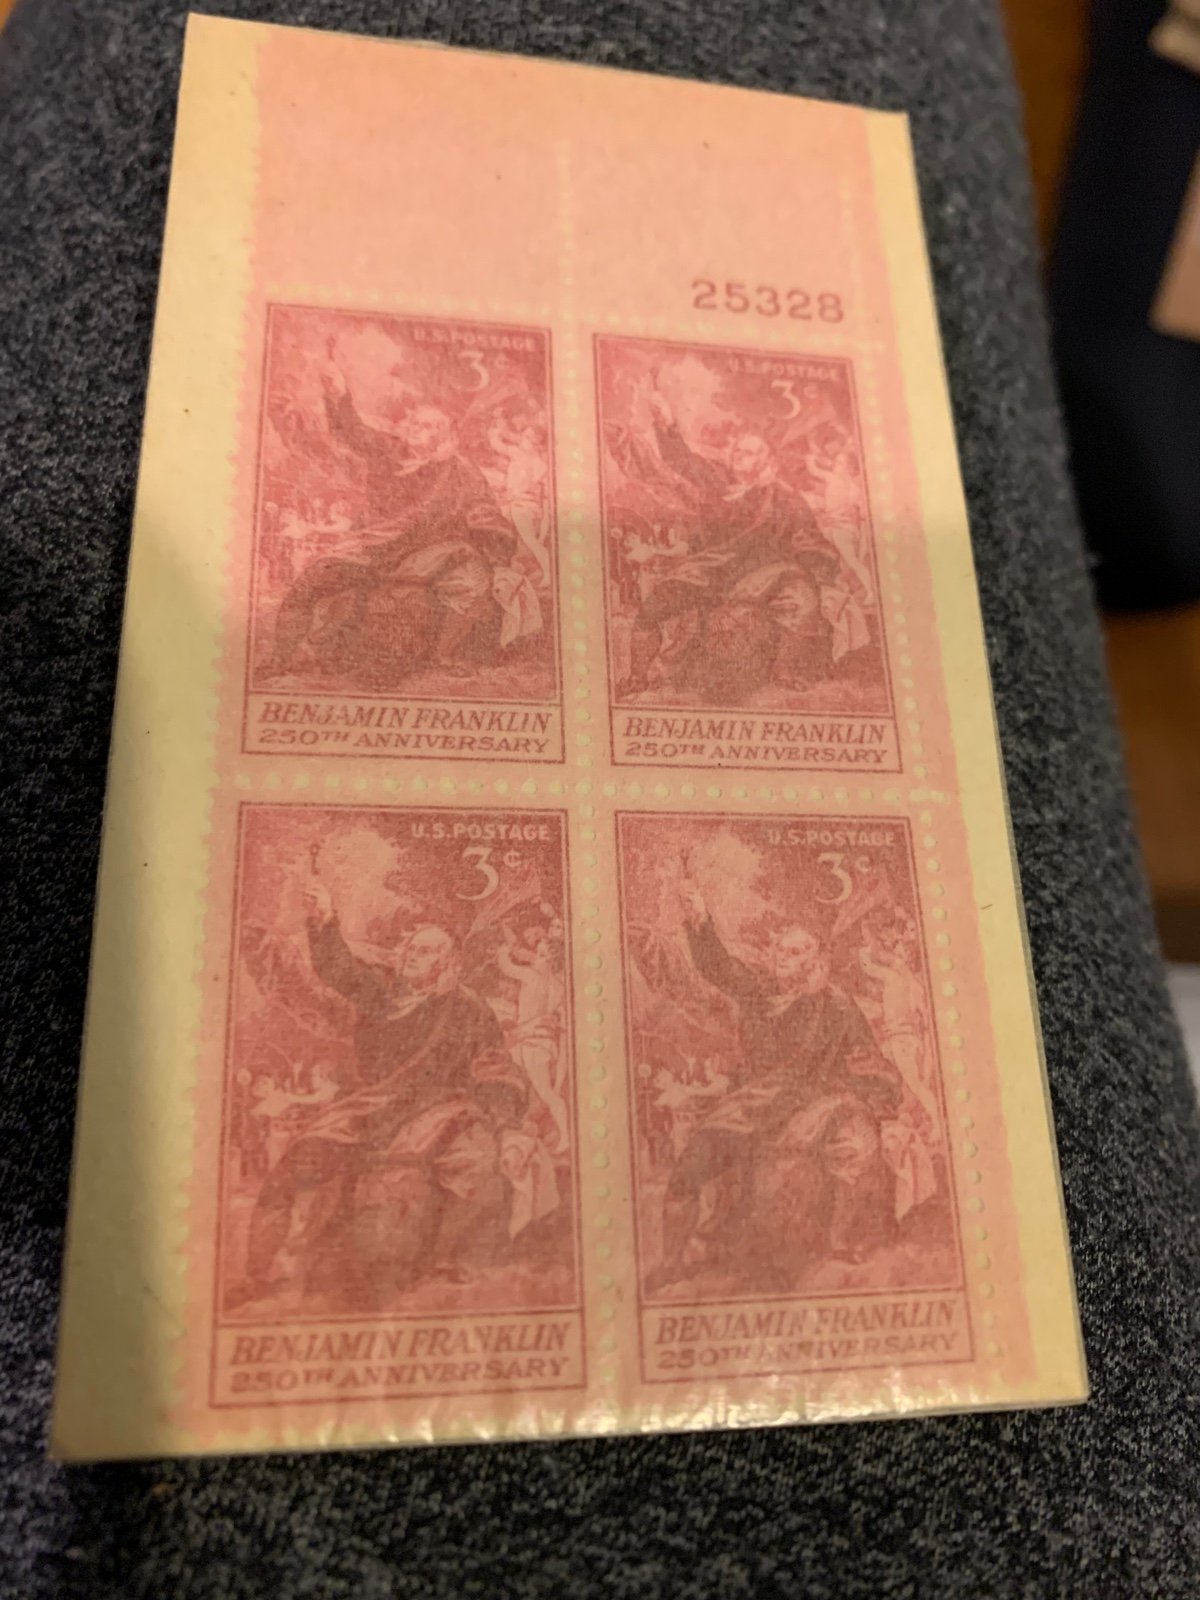 25328
U.S.POSTAGE
3¢
U.S.POSTAGE
3¢
BENJAMIN FRANKLIN
250TH ANNIVERSARY
BENJAMIN FRANKLIN
250TH ANNIVERSARY
U.S.POSTAGE
3¢
U.S.POSTAGE
3¢
BENJAMIN FRANKLIN
250TH ANNIVERSARY
BENJAMIN FRANKLIN
250TH ANNIVERSARY